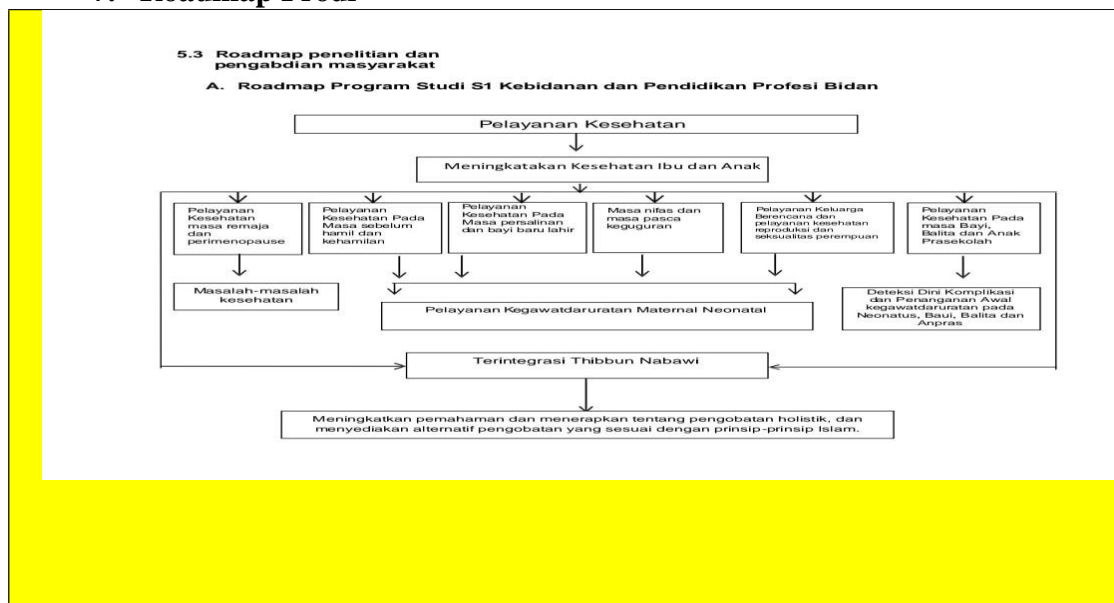 5.3 Roadmap penelitian dan
pengabdian masyarakat
A. Roadmap Program Studi S1 Kebidanan dan Pendidikan Profesi Bidan
Pelayanan Kesehatan
Meningkatakan Kesehatan Ibu dan Anak
Pelayanan
Kesehatan
masa remaja
dan
perimenopause
Pelayanan
Kesehatan Pada
Masa sebelum
hamil dan
kehamilan
Pelayanan
Kesehatan Pada
Masa persalinan
dan bayi baru lahir
Masa nifas dan
masa pasca
keguguran
Pelayanan Keluarga
Berencana dan
pelayanan kesehatan
reproduksi dan
seksualitas perempuan
Pelayanan
Kesehatan Pada
masa Bayi,
Balita dan Anak
Prasekolah
Masalah-masalah
kesehatan
Pelayanan Kegawatdaruratan Maternal Neonatal
Deteksi Dini Komplikasi
dan Penanganan Awal
kegawatdaruratan pada
Neonatus, Baui, Balita dan
Anpras
Terintegrasi Thibbun Nabawi
Meningkatkan pemahaman dan menerapkan tentang pengobatan holistik, dan
menyediakan alternatif pengobatan yang sesuai dengan prinsip-prinsip Islam.